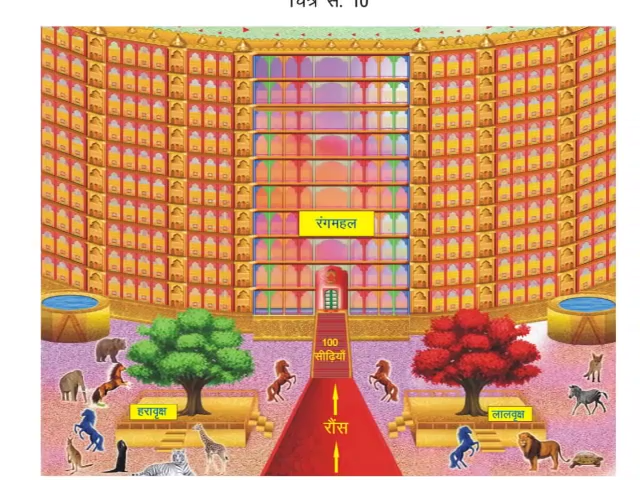 चित्र सं. 10
रंगमहल
100
सीढ़ियाँ
हरावृक्ष
लालवृक्ष
रौंस